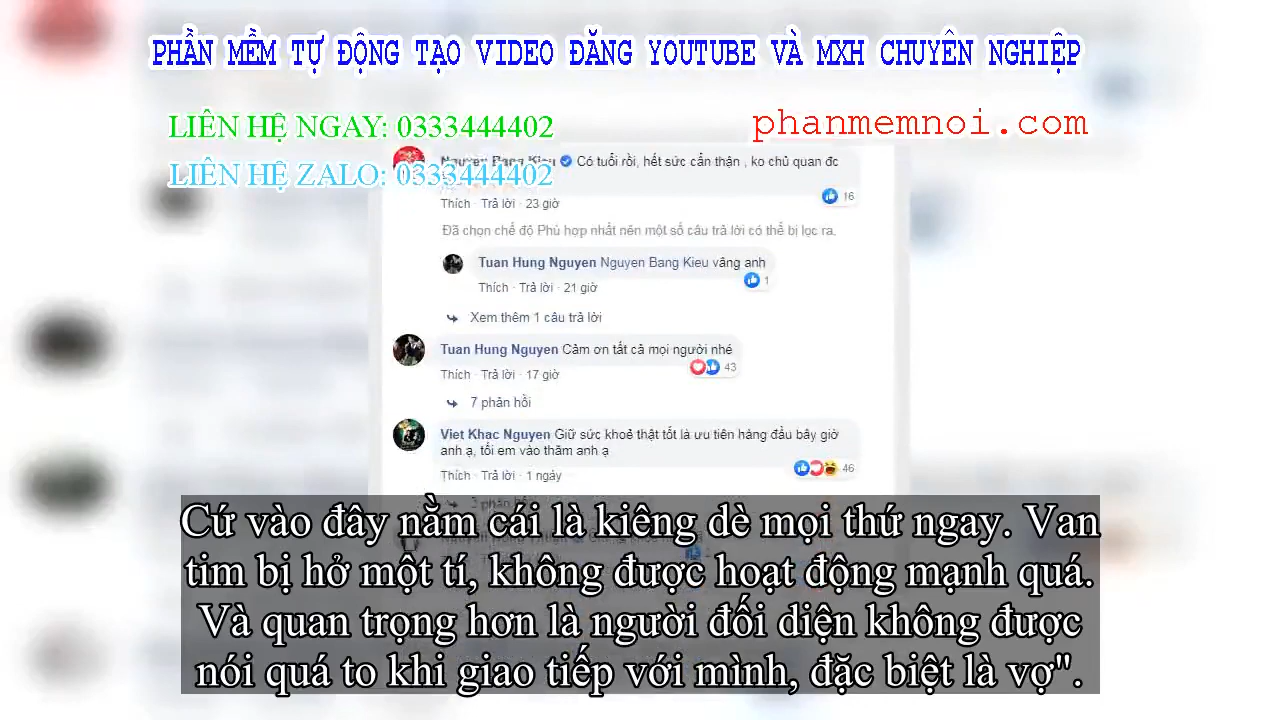 PHẦN MỀM TỰ ĐỘNG TẠO VIDEO ĐĂNG YOUTUBE VÀ MXH CHUYÊN NGHIỆP
LIÊN HỆ NGAY: 0333444402
phanmemnoi.com
Nguyen Bang Kieu Có tuổi rồi, hết sức cẩn thận , ko chủ quan đc
LIÊN HỆ ZALO: 0333444402
16
Thích · Trả lời · 23 giờ
Đã chọn chế độ Phù hợp nhất nên một số câu trả lời có thể bị lọc ra.
Tuan Hung Nguyen Nguyen Bang Kieu vâng anh
1
Thích · Trả lời · 21 giờ
Xem thêm 1 câu trả lời
Tuan Hung Nguyen Cảm ơn tất cả mọi người nhé
43
Thích · Trả lời · 17 giờ
7 phản hồi
Viet Khac Nguyen Giữ sức khoẻ thật tốt là ưu tiên hàng đầu bây giờ
anh ạ, tối em vào thăm anh ạ
46
Thích · Trả lời · 1 ngày
3 phản hồi
Cứ vào đây nằm cái là kiêng dè mọi thứ ngay. Van
tim bị hở một tí, không được hoạt động mạnh quá.
Và quan trọng hơn là người đối diện không được
nói quá to khi giao tiếp với mình, đặc biệt là vợ".